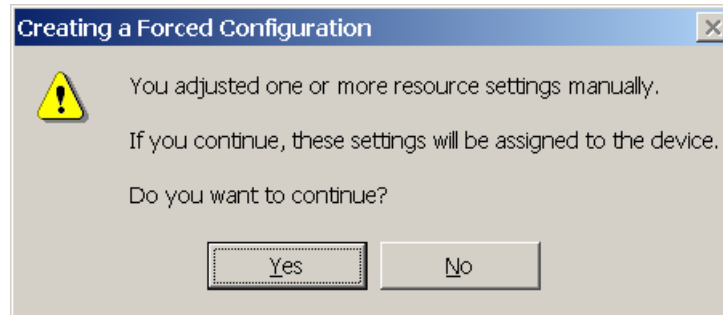 Creating a Forced Configuration
You adjusted one or more resource settings manually.
If you continue, these settings will be assigned to the device.
Do you want to continue?
Yes
No